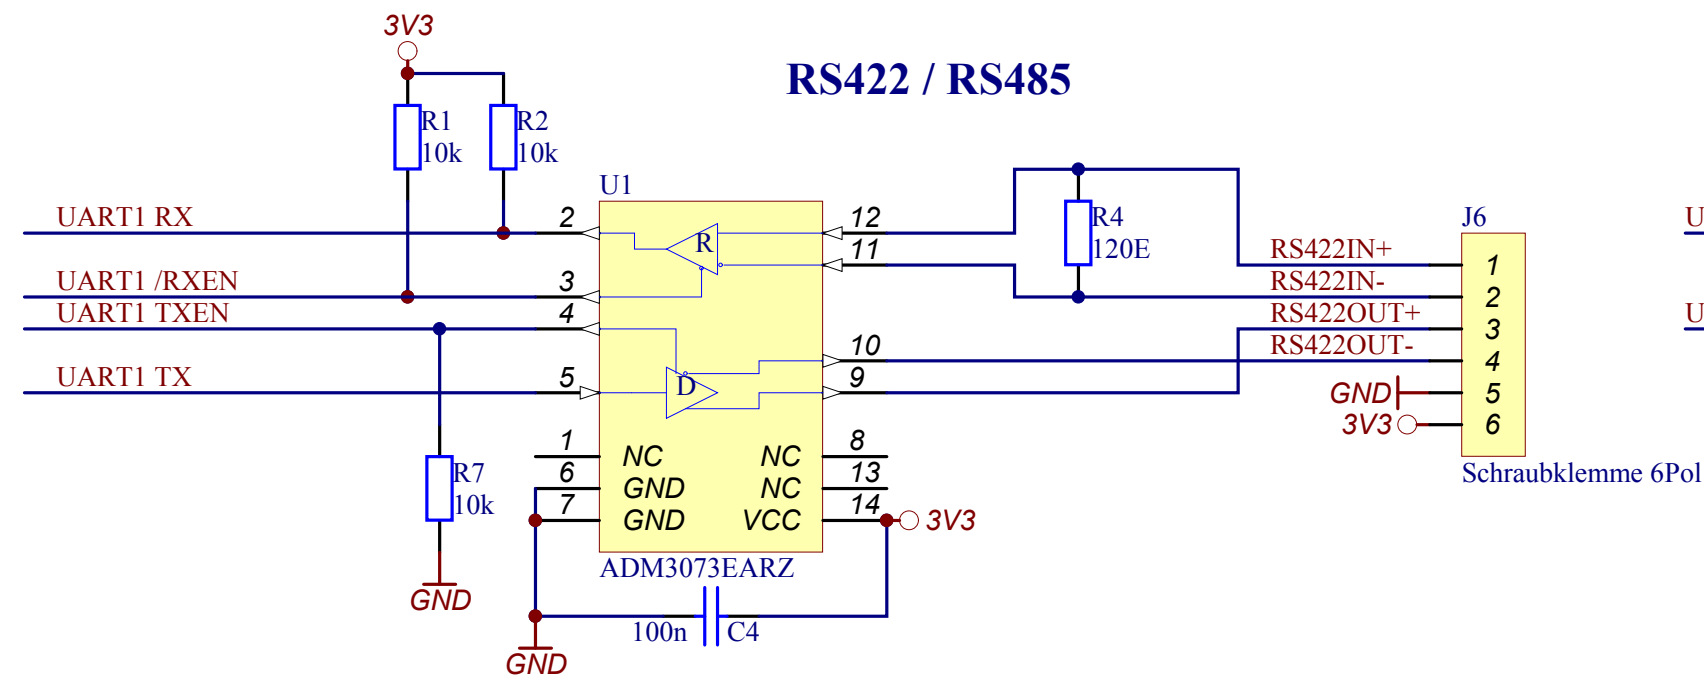 3V3
RS422 / RS485
R1
10k
R2
10k
U1
UART1 RX
2
UART1 /RXEN
3
UART1 TXEN
4
UART1 TX
5
R
D
12
11
10
9
R4
120E
RS422IN+
RS422IN-
RS422OUT+
RS422OUT-
GND
3V3
J6
1
2
3
4
5
6
Schraubklemme 6Pol
U
U
1
NC
6
GND
7
GND
NC
8
NC
13
VCC
14
3V3
R7
10k
GND
ADM3073EARZ
100n
C4
GND